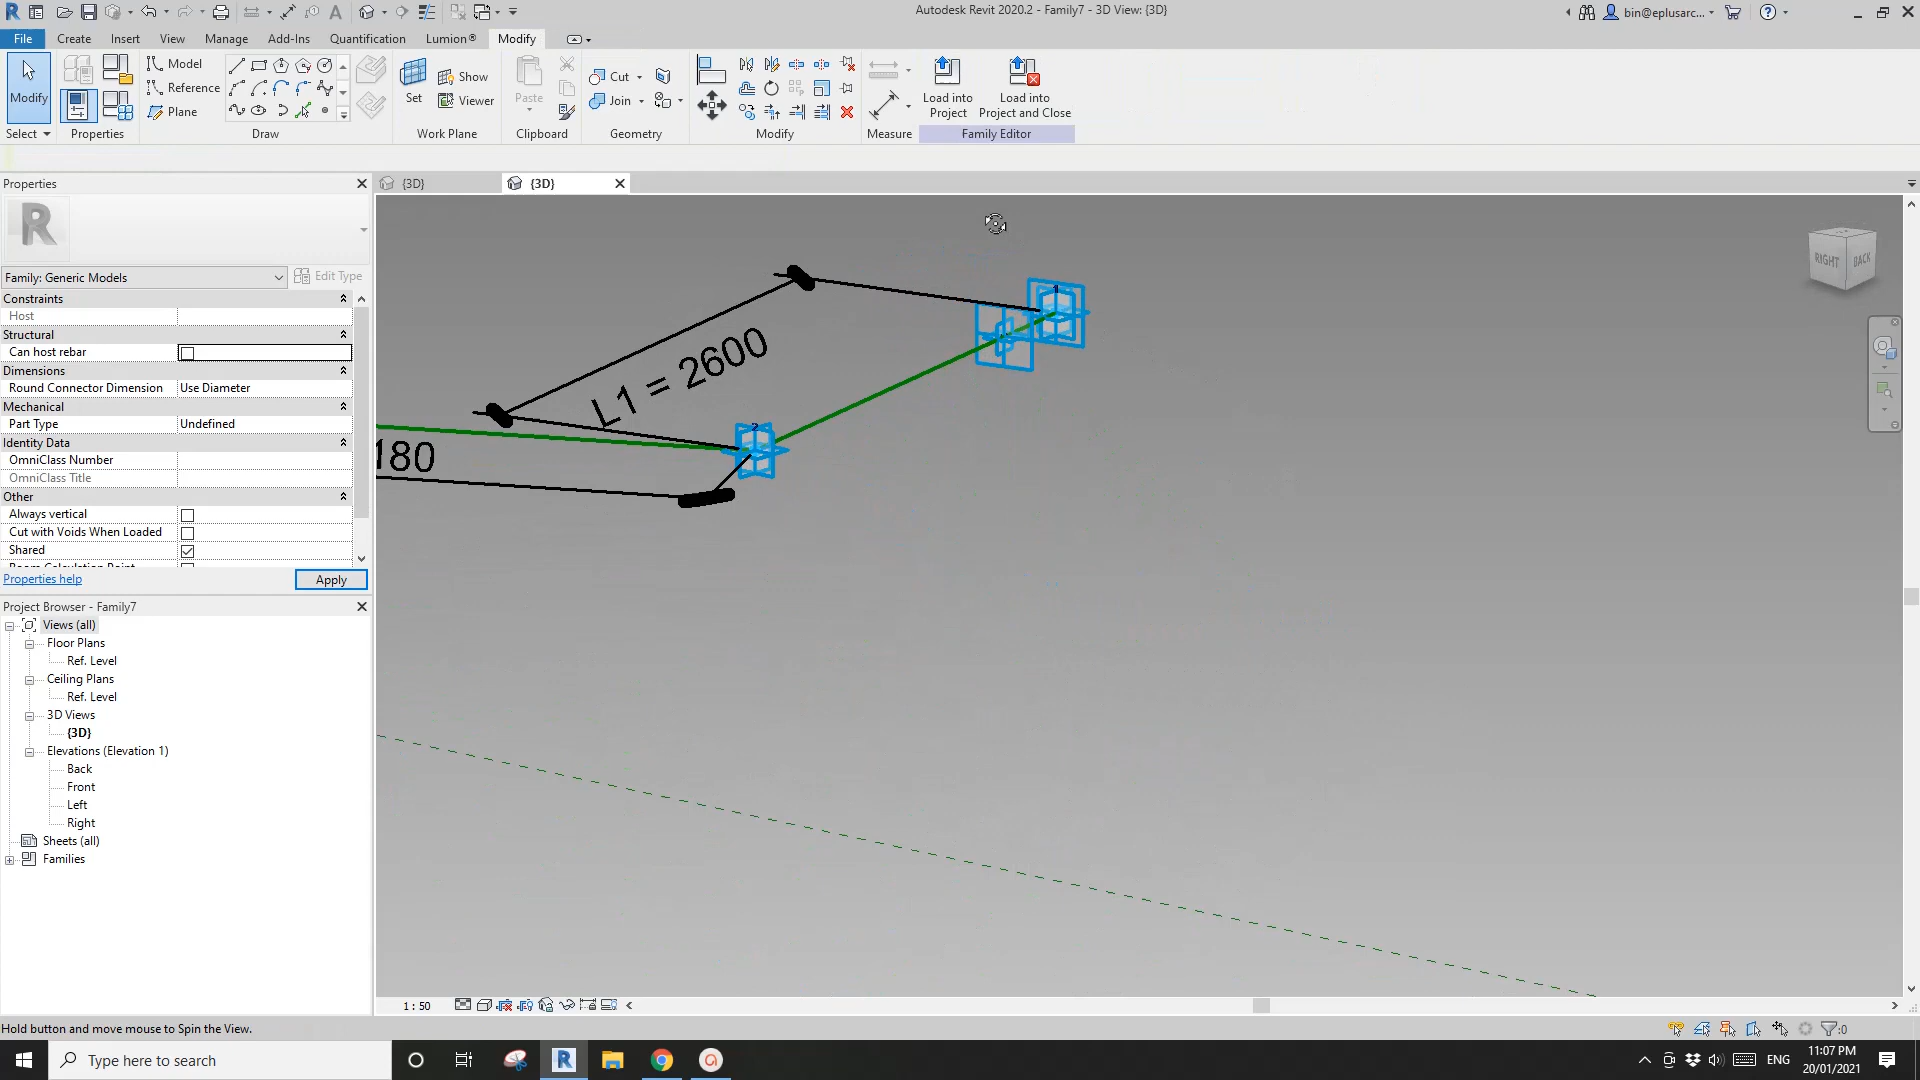 Autodesk Revit 2020.2 - Family7 - 3D View: {3D}
bin@eplusarc...
File
Create
Insert
View
Manage
Add-Ins
Quantification
Lumion®
Modify
Modify
Select
Properties
Model
Reference
Plane
Draw
Set
Show
Viewer
Work Plane
Paste
Clipboard
Cut
Join
Geometry
Modify
Measure
Load into
Project
Load into
Project and Close
Family Editor
Properties
{3D}
{3D}
R
Family: Generic Models
Edit Type
Constraints
Host
Structural
Can host rebar
Dimensions
Round Connector Dimension
Use Diameter
Mechanical
Part Type
Undefined
Identity Data
OmniClass Number
OmniClass Title
Other
Always vertical
Cut with Voids When Loaded
Shared
Properties help
Apply
Project Browser - Family7
Views (all)
Floor Plans
Ref. Level
Ceiling Plans
Ref. Level
3D Views
{3D}
Elevations (Elevation 1)
Back
Front
Left
Right
Sheets (all)
Families
L1 = 2600
180
1
2
RIGHT
BACK
1 : 50
Hold button and move mouse to Spin the View.
:0
Type here to search
ENG
11:07 PM
20/01/2021